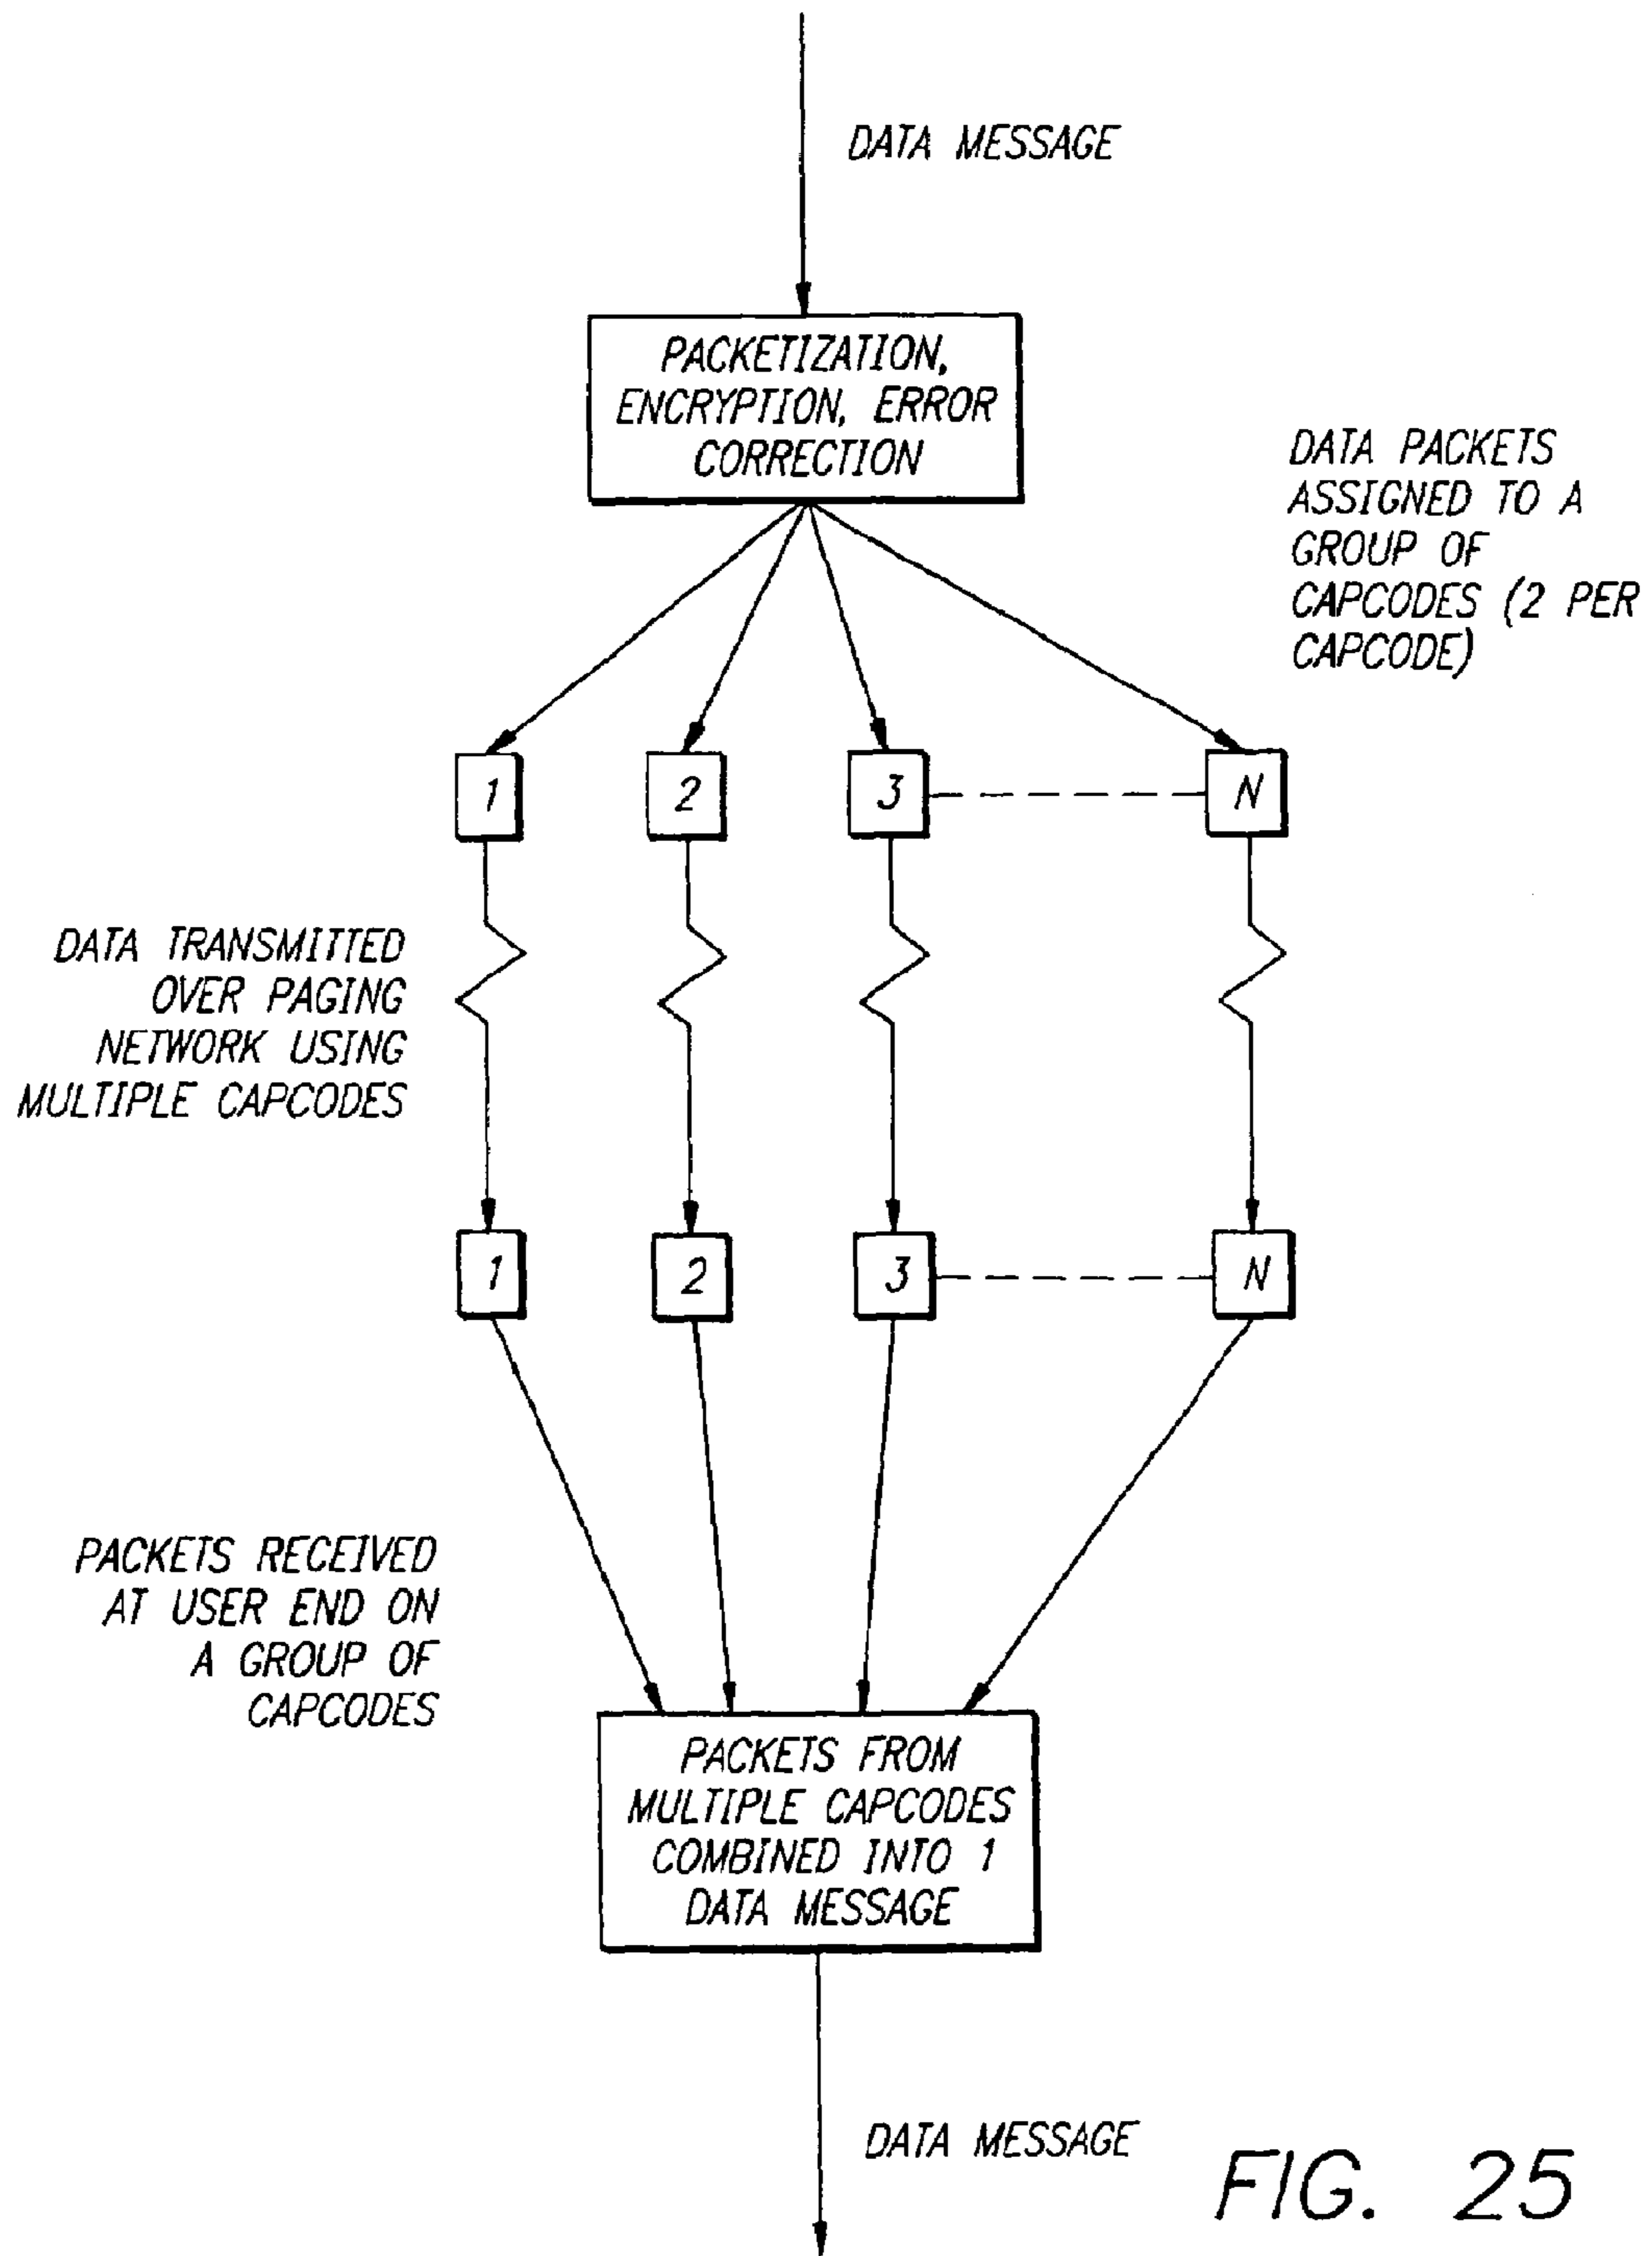 DATA MESSAGE
PACKETIZATION,
ENCRYPTION, ERROR
CORRECTION
DATA PACKETS
ASSIGNED TO A
GROUP OF
CAPCODES (2 PER
CAPCODE)
1 2 3 N
DATA TRANSMITTED
OVER PAGING
NETWORK USING
MULTIPLE CAPCODES
1 2 3 N
PACKETS RECEIVED
AT USER END ON
A GROUP OF
CAPCODES
PACKETS FROM
MULTIPLE CAPCODES
COMBINED INTO 1
DATA MESSAGE
DATA MESSAGE
FIG. 25